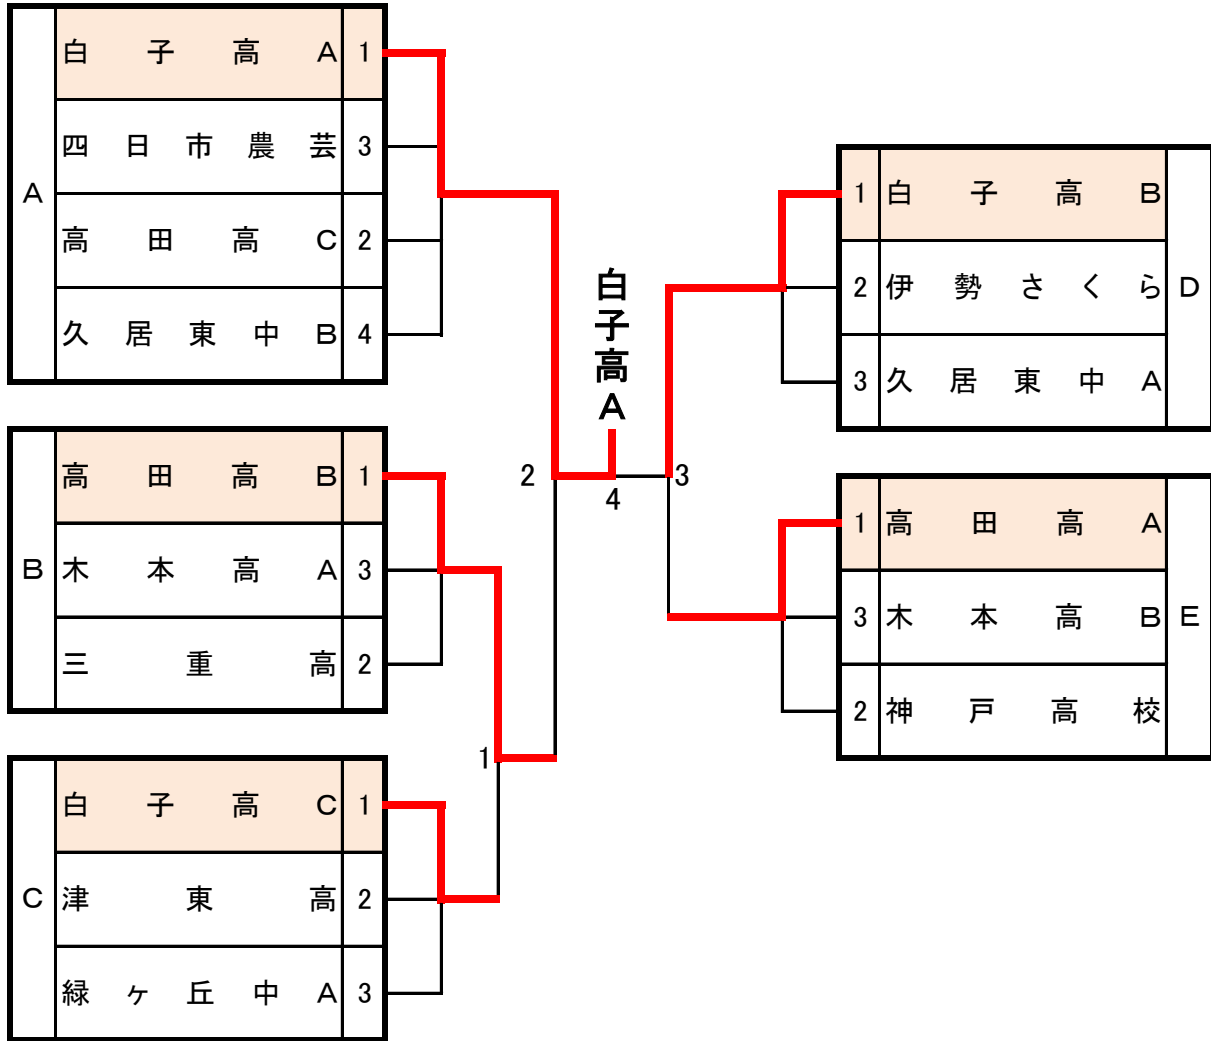 A
白子高A 1
四日市農芸 3
高田高C 2
久居東中B 4
B
高田高B 1
木本高A 3
三重高 2
C
白子高C 1
津東高 2
緑ヶ丘中A 3
1
2
白子高A
4
3
1 白子高B
2 伊勢さくら
3 久居東中A
D
1 高田高A
3 木本高B
2 神戸高校
E